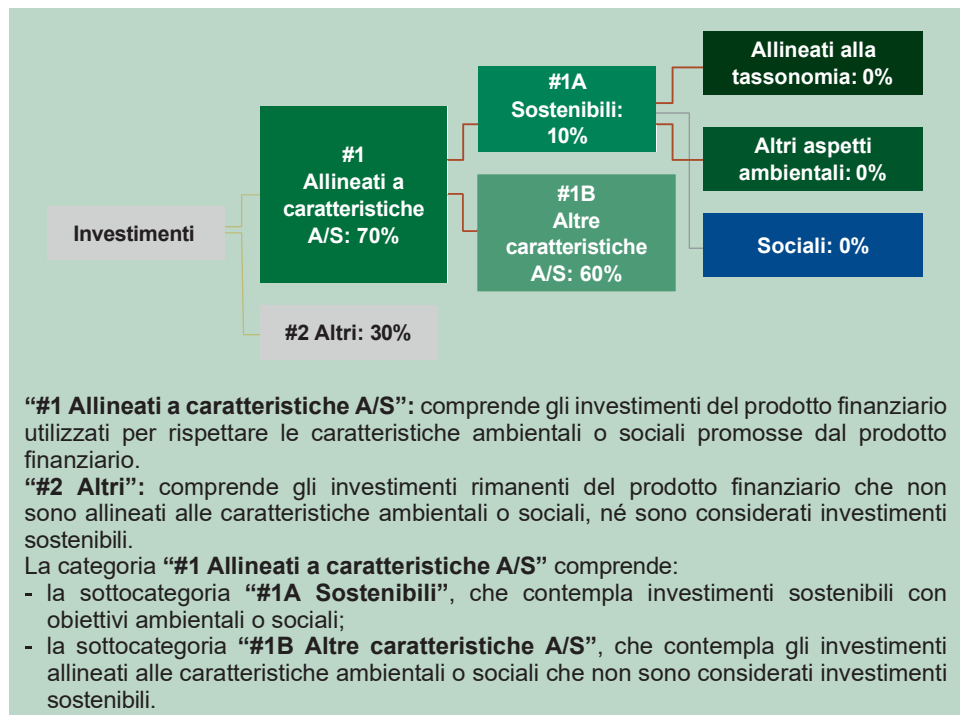 Investimenti
#1
Allineati a
caratteristiche
A/S: 70%
#2 Altri: 30%
#1A
Sostenibili:
10%
#1B
Altre
caratteristiche
A/S: 60%
Allineati alla
tassonomia: 0%
Altri aspetti
ambientali: 0%
Sociali: 0%
“#1 Allineati a caratteristiche A/S”: comprende gli investimenti del prodotto finanziario
utilizzati per rispettare le caratteristiche ambientali o sociali promosse dal prodotto
finanziario.
“#2 Altri”: comprende gli investimenti rimanenti del prodotto finanziario che non
sono allineati alle caratteristiche ambientali o sociali, né sono considerati investimenti
sostenibili.
La categoria “#1 Allineati a caratteristiche A/S” comprende:
- la sottocategoria “#1A Sostenibili”, che contempla investimenti sostenibili con
obiettivi ambientali o sociali;
- la sottocategoria “#1B Altre caratteristiche A/S”, che contempla gli investimenti
allineati alle caratteristiche ambientali o sociali che non sono considerati investimenti
sostenibili.